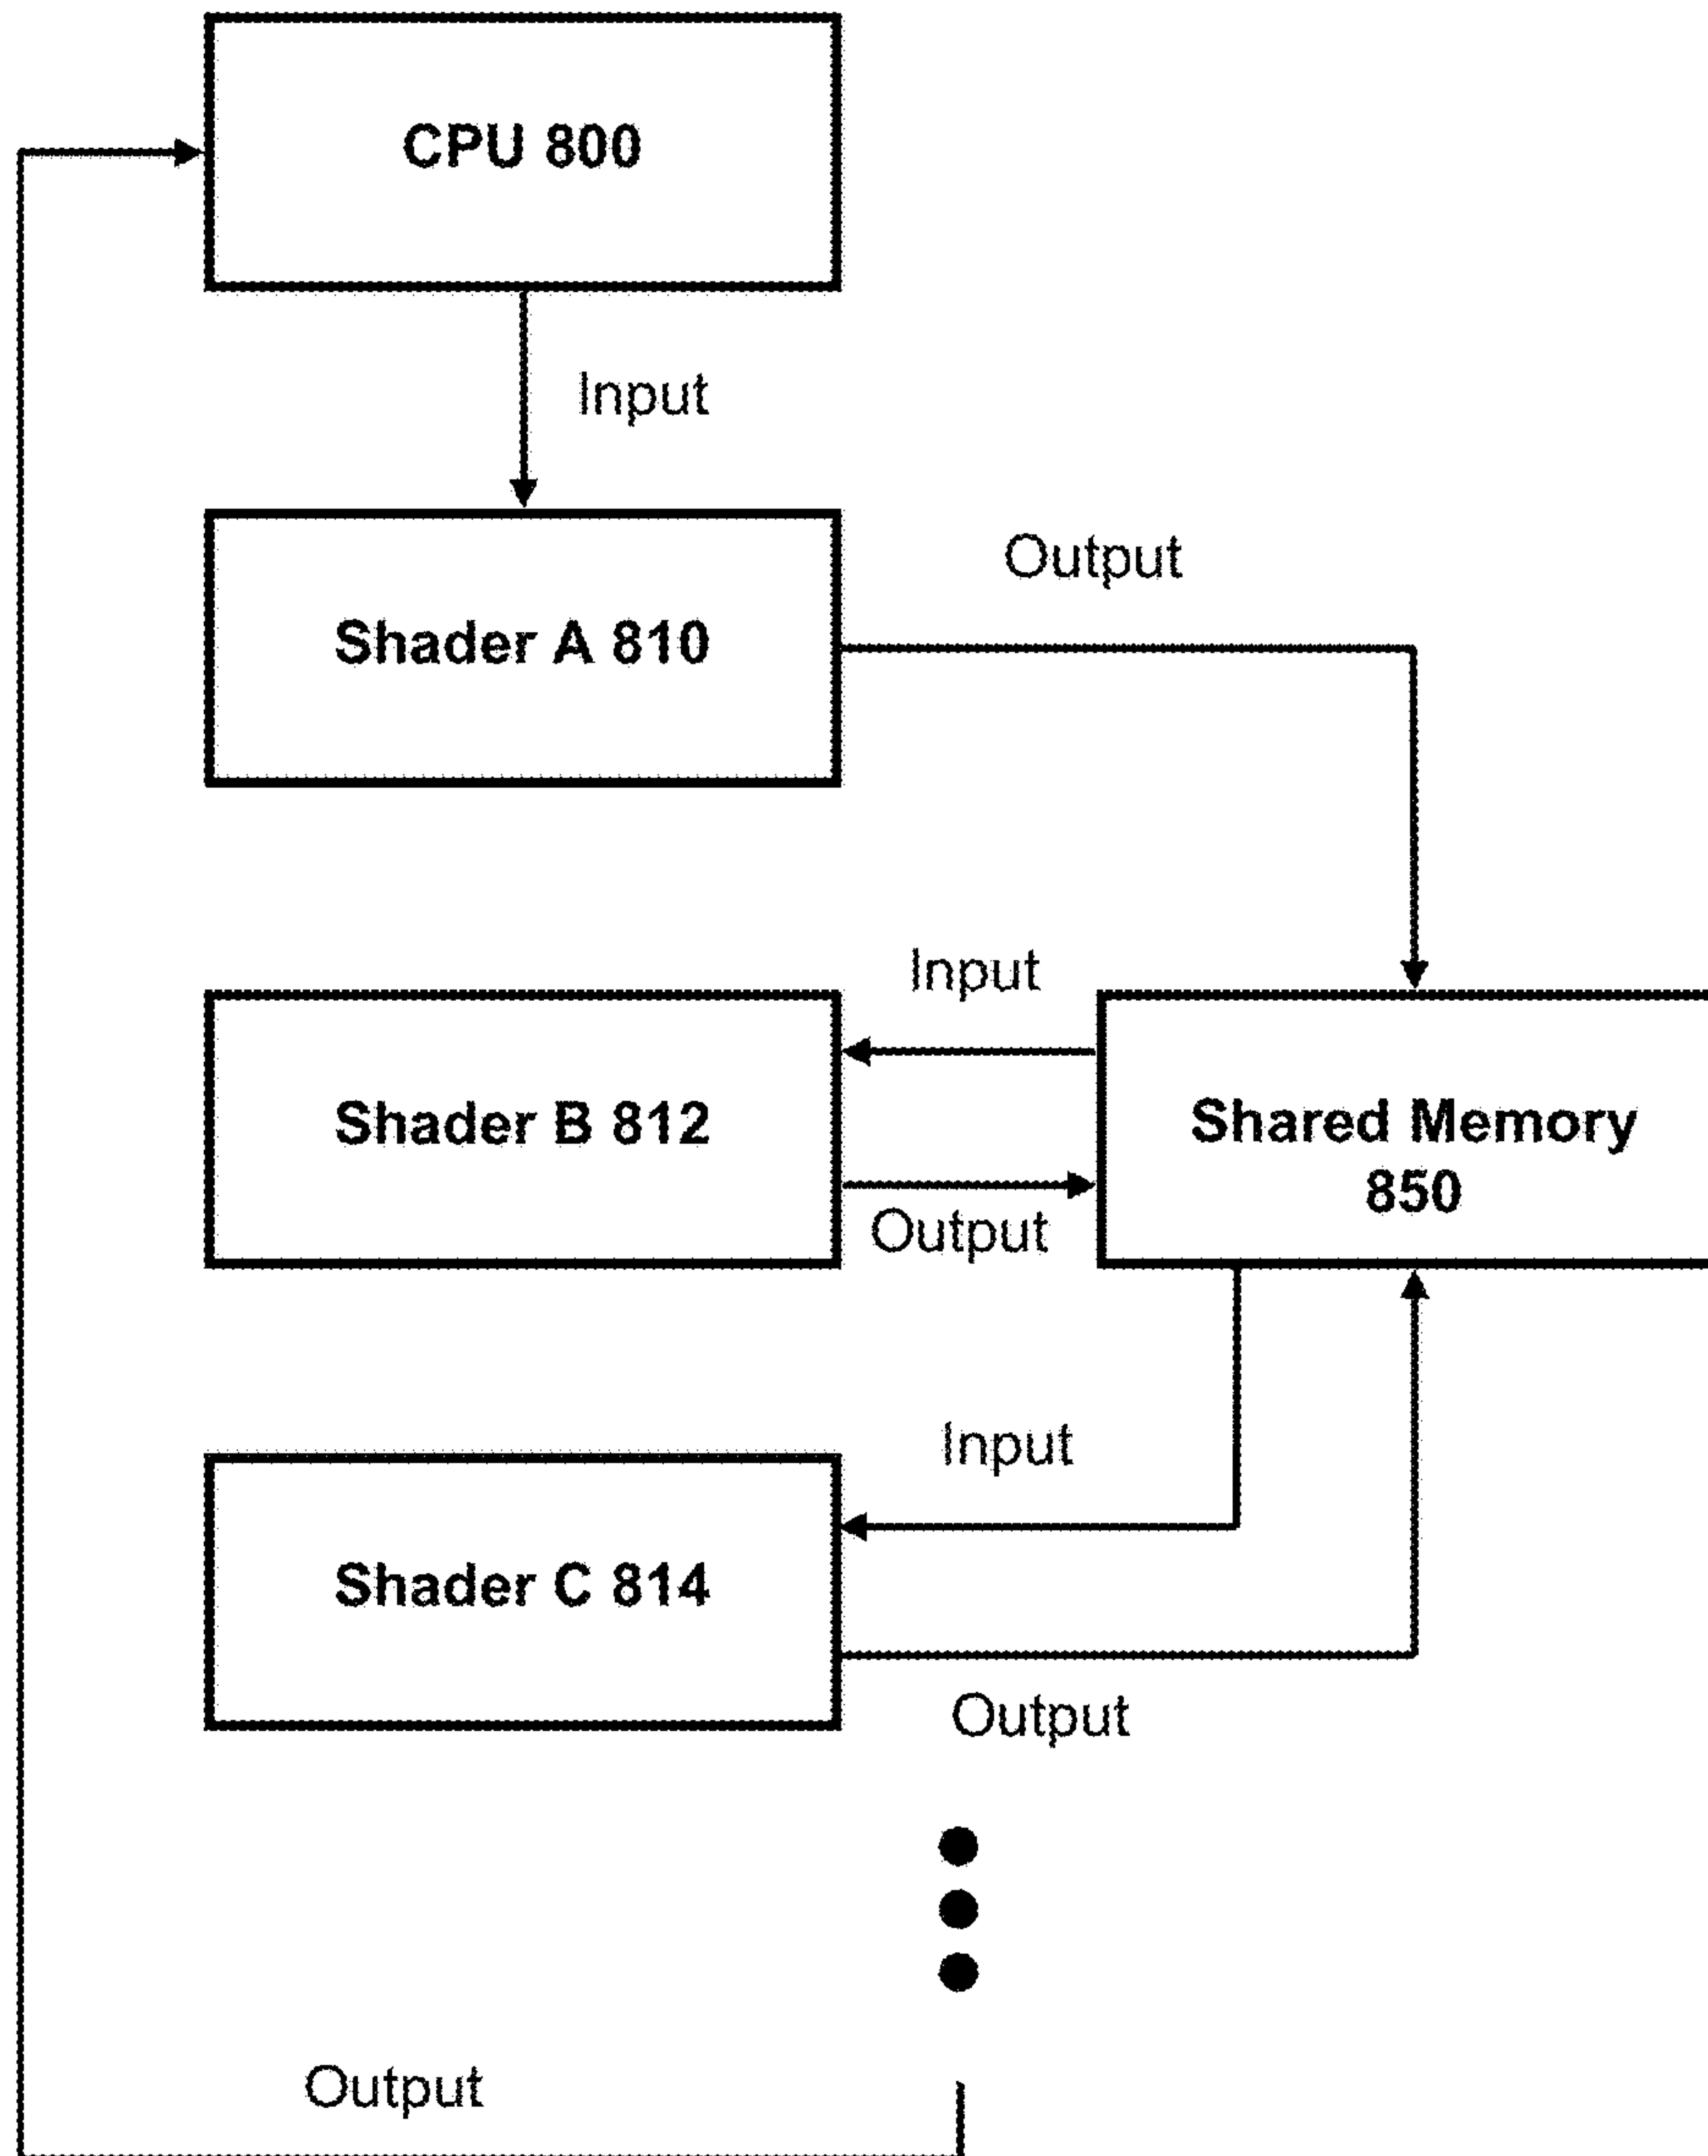 CPU 800
Input
Output
Shader A 810
Input
Shader B 812
Shared Memory
850
Output
Input
Shader C 814
Output
Output